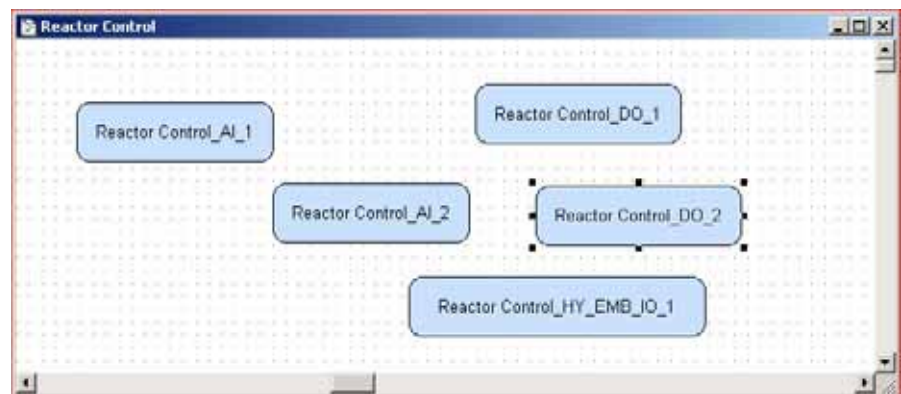 Reactor Control
Reactor Control_DO_1
Reactor Control_AI_1
Reactor Control_AI_2
Reactor Control_DO_2
Reactor Control_HY_EMB_IO_1